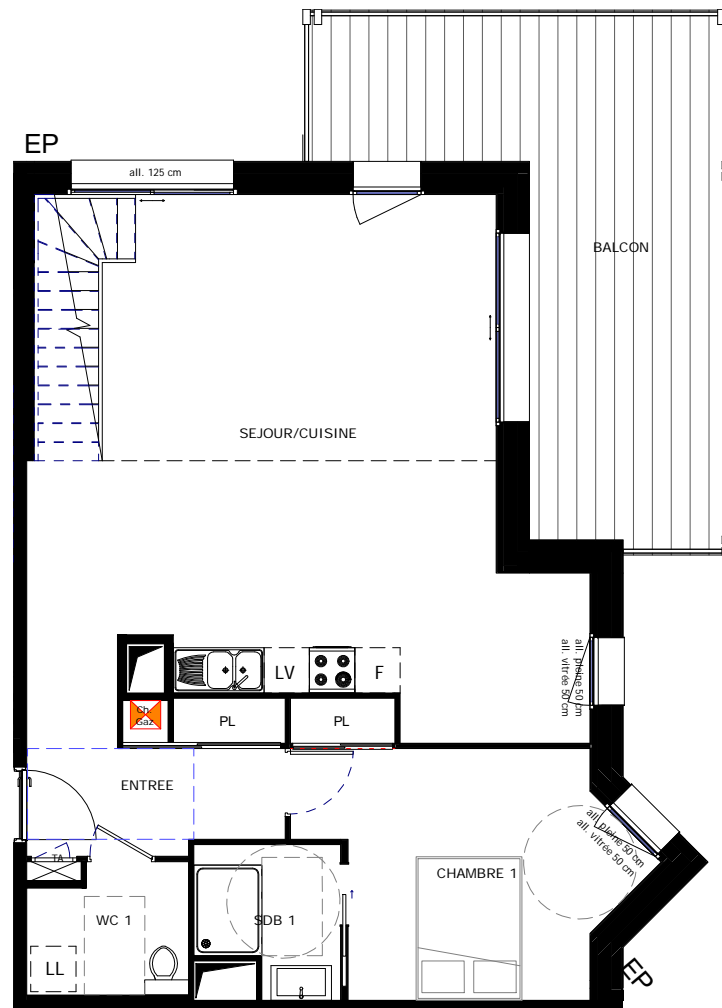 EP
all. 125 cm
BALCON
SEJOUR/CUISINE
all. pleine 50 cm
all. vitrée 50 cm
LV
F
Ch.
Gaz
PL
PL
ENTREE
all. pleine 50 cm
all. vitrée 50 cm
TA
CHAMBRE 1
WC 1
SDB 1
LL
EP